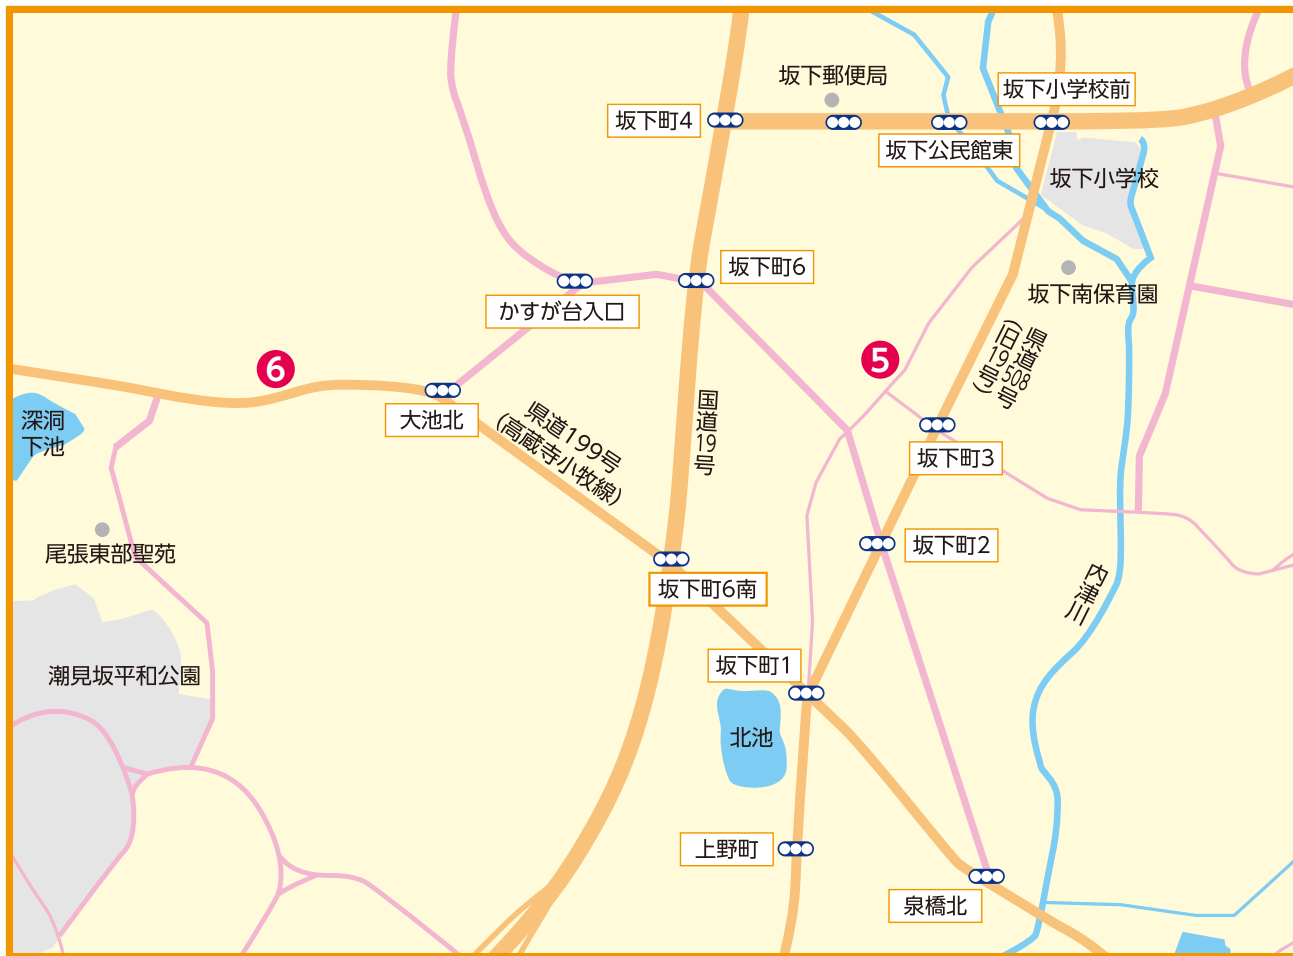 坂下郵便局
坂下小学校前
坂下町4
坂下公民館東
坂下小学校
坂下町6
坂下南保育園
かすが台入口
県道508号
(旧19号)
6
5
大池北
深洞
下池
国道19号
県道199号
(高蔵寺小牧線)
坂下町3
尾張東部聖苑
坂下町2
坂下町6南
内津川
坂下町1
潮見坂平和公園
北池
上野町
泉橋北